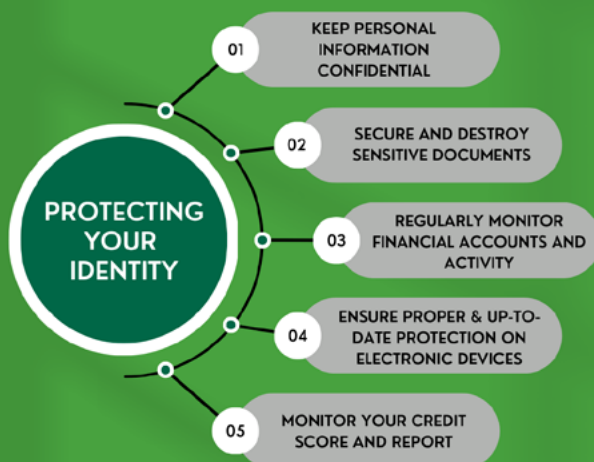 PROTECTING
YOUR
IDENTITY
01
KEEP PERSONAL
INFORMATION
CONFIDENTIAL
02
SECURE AND DESTROY
SENSITIVE DOCUMENTS
03
REGULARLY MONITOR
FINANCIAL ACCOUNTS AND
ACTIVITY
04
ENSURE PROPER & UP-TO-
DATE PROTECTION ON
ELECTRONIC DEVICES
05
MONITOR YOUR CREDIT
SCORE AND REPORT